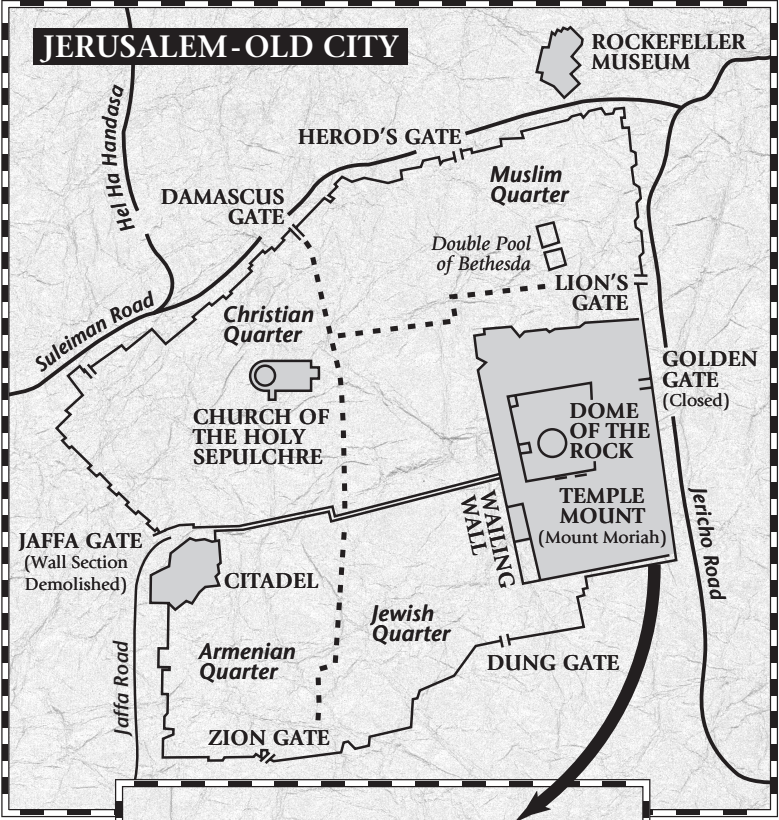 JERUSALEM-OLD CITY
ROCKEFELLER
MUSEUM
Hel Ha Handasa
HEROD'S GATE
Muslim
Quarter
DAMASCUS
GATE
Double Pool
of Bethesda
LION'S
GATE
Suleiman Road
Christian
Quarter
GOLDEN
GATE
(Closed)
CHURCH OF
THE HOLY
SEPULCHRE
DOME
OF THE
ROCK
WAILING
WALL
TEMPLE
MOUNT
(Mount Moriah)
Jericho Road
JAFFA GATE
(Wall Section
Demolished)
CITADEL
Jewish
Quarter
Armenian
Quarter
DUNG GATE
Jaffa Road
ZION GATE